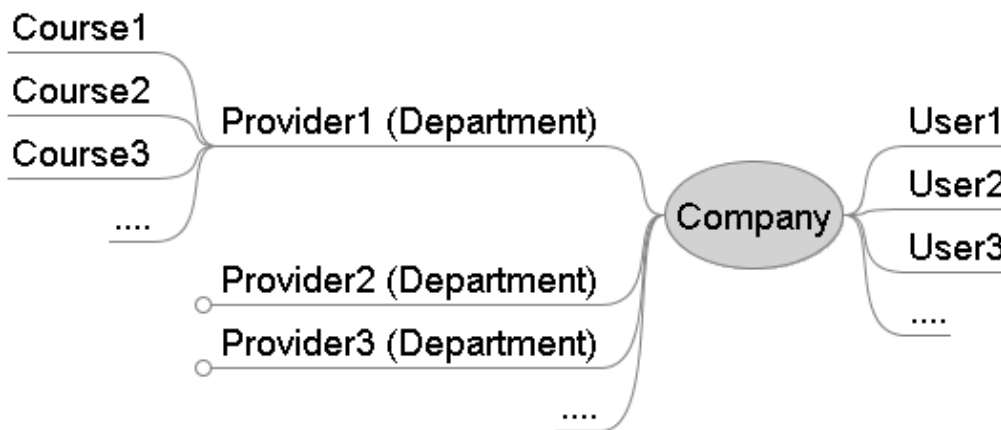 Course1
Course2
Course3
....
Provider1 (Department)
Provider2 (Department)
Provider3 (Department)
....
Company
User1
User2
User3
....